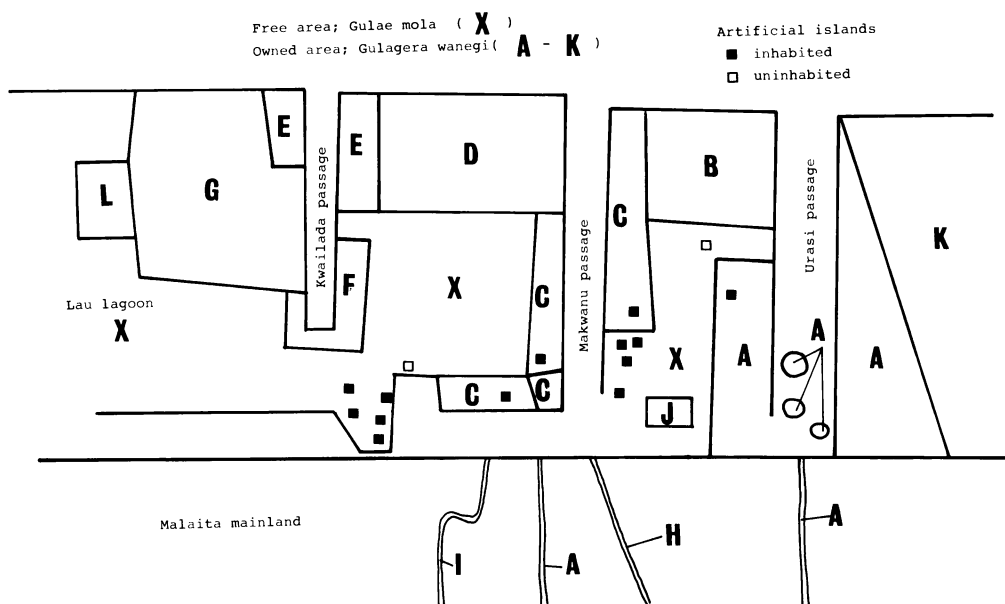 Free area; Gulae mola ( X )
Owned area; Gulagera wanegi( A - K )
Artificial islands
inhabited
uninhabited
E
E
D
B
L
G
C
K
Kwailada passage
Makwanu passage
Urasi passage
F
X
C
Lau lagoon
X
X
A
A
A
C
C
J
Malaita mainland
I
A
H
A